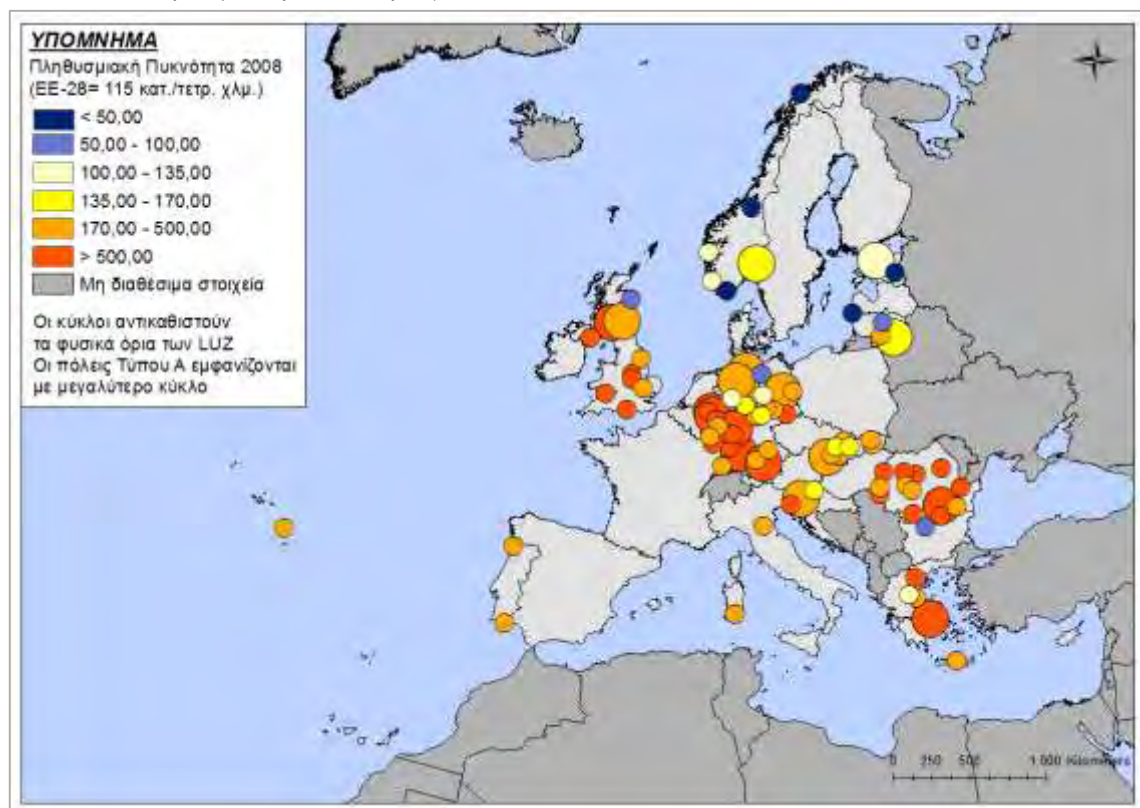 ΥΠΟΜΝΗΜΑ
Πληθυσμιακή Πυκνότητα 2008
(ΕΕ-28= 115 κατ./τετρ. χλμ.)
< 50,00
50,00 - 100,00
100,00 - 135,00
135,00 - 170,00
170,00 - 500,00
> 500,00
Μη διαθέσιμα στοιχεία
Οι κύκλοι αντικαθιστούν
τα φυσικά όρια των LUZ
Οι πόλεις Τύπου Α εμφανίζονται
με μεγαλύτερο κύκλο
0 250 500 1 000 Kilometers